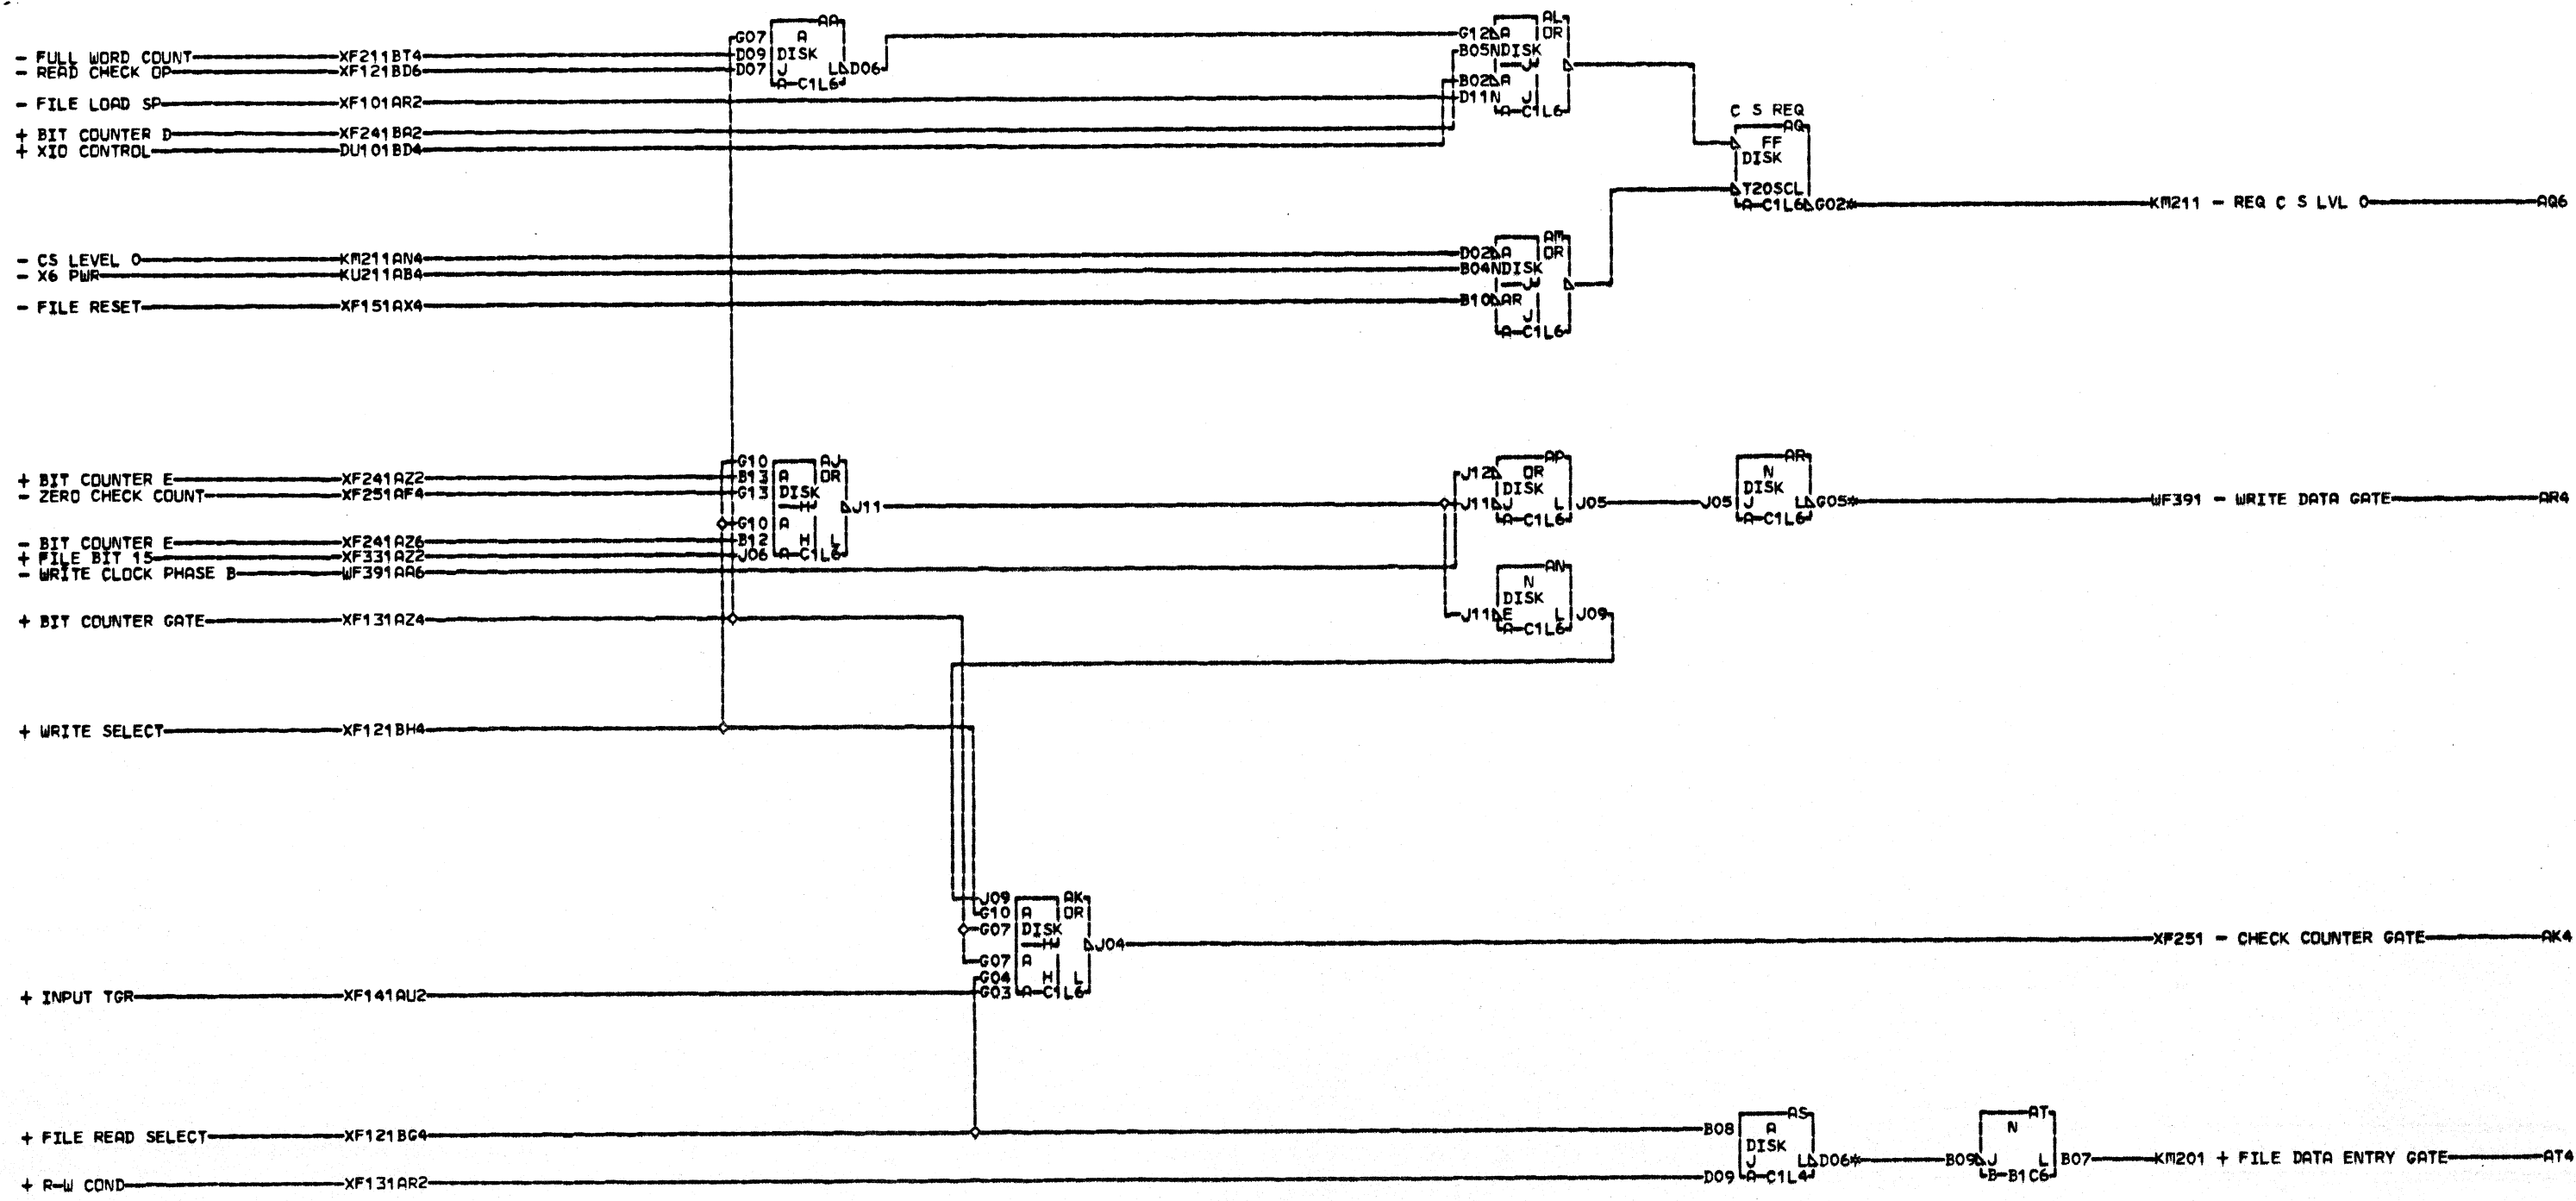 - FULL WORD COUNT XF211BT4
- READ CHECK OP XF121BD6
- FILE LOAD SP XF101AR2
+ BIT COUNTER D XF241BA2
+ XIO CONTROL DU101BD4
G07 AA
D09 A
D07 DISK
J L D06
A-C1L6
G12 A AL
OR
B05 N DISK
J
B02 A
D11 N J
A-C1L6
C S REQ
AQ
FF
DISK
T20SCL
A-C1L6 G02*
KM211 - REQ C S LVL 0 AQ6
- CS LEVEL 0 KM211AN4
- X6 PWR KU211AB4
- FILE RESET XF151AX4
D02 A AM
OR
B04 N DISK
J
B10 AR
J
A-C1L6
+ BIT COUNTER E XF241AZ2
- ZERO CHECK COUNT XF251AF4
- BIT COUNTER E XF241AZ6
+ FILE BIT 15 XF331AZ2
- WRITE CLOCK PHASE B WF391AA6
G10 AJ
B13 A OR
G13 DISK
H J11
G10 A
B12 H L
J06 A-C1L6
AP
J12 OR
DISK
J11 J L J05
A-C1L6
AR
N
DISK
J05 J L G05*
A-C1L6
WF391 - WRITE DATA GATE AR4
AN
N
DISK
J11 E L J09
A-C1L6
+ BIT COUNTER GATE XF131AZ4
+ WRITE SELECT XF121BH4
J09 AK
G10 A OR
G07 DISK
H J04
G07 A
G04 H L
G03 A-C1L6
XF251 - CHECK COUNTER GATE AK4
+ INPUT TGR XF141AU2
+ FILE READ SELECT XF121BG4
+ R-W COND XF131AR2
AS
B08 A
DISK
J L D06*
D09 A-C1L4
AT
N
B09 J L B07
B-B1C6
KM201 + FILE DATA ENTRY GATE AT4